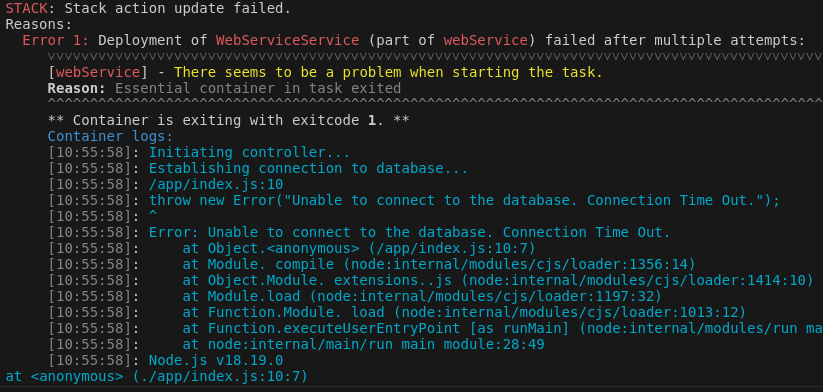 STACK: Stack action update failed.
Reasons:
Error 1: Deployment of WebServiceService (part of webService) failed after multiple attempts:
vvvvvvvvvvvvvvvvvvvvvvvvvvvvvvvvvvvvvvvvvvvvvvvvvvvvvvvvvvvvvvvvvvvvvvvvvvvvvvvvvvvvvvvvvvvv
[webService] - There seems to be a problem when starting the task.
Reason: Essential container in task exited
^^^^^^^^^^^^^^^^^^^^^^^^^^^^^^^^^^^^^^^^^^^^^^^^^^^^^^^^^^^^^^^^^^^^^^^^^^^^^^^^^^^^^^^^^^^^
** Container is exiting with exitcode 1. **
Container logs:
[10:55:58]: Initiating controller...
[10:55:58]: Establishing connection to database...
[10:55:58]: /app/index.js:10
[10:55:58]: throw new Error("Unable to connect to the database. Connection Time Out.");
[10:55:58]: ^
[10:55:58]: Error: Unable to connect to the database. Connection Time Out.
[10:55:58]:     at Object.<anonymous> (/app/index.js:10:7)
[10:55:58]:     at Module. compile (node:internal/modules/cjs/loader:1356:14)
[10:55:58]:     at Object.Module. extensions..js (node:internal/modules/cjs/loader:1414:10)
[10:55:58]:     at Module.load (node:internal/modules/cjs/loader:1197:32)
[10:55:58]:     at Function.Module. load (node:internal/modules/cjs/loader:1013:12)
[10:55:58]:     at Function.executeUserEntryPoint [as runMain] (node:internal/modules/run ma
[10:55:58]:     at node:internal/main/run main module:28:49
[10:55:58]: Node.js v18.19.0
at <anonymous> (./app/index.js:10:7)